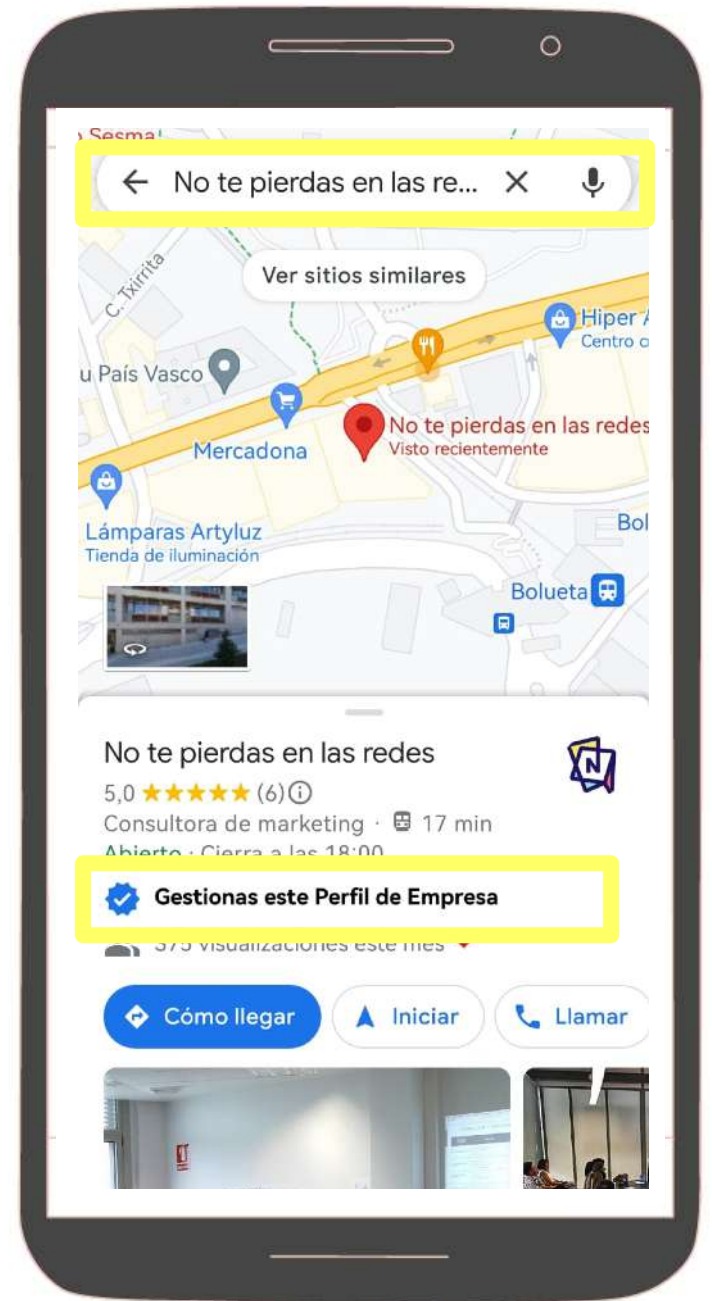 Sesma
No te pierdas en las re...
Ver sitios similares
C. Txirrita
Hiper A
Centro c
u País Vasco
No te pierdas en las redes
Visto recientemente
Mercadona
Lámparas Artyluz
Tienda de iluminación
Bol
Bolueta
No te pierdas en las redes
N
5,0 ★★★★★ (6)
Consultora de marketing · 17 min
Abierto · Cierra a las 18:00
Gestionas este Perfil de Empresa
375 visualizaciones este mes
Cómo llegar
Iniciar
Llamar